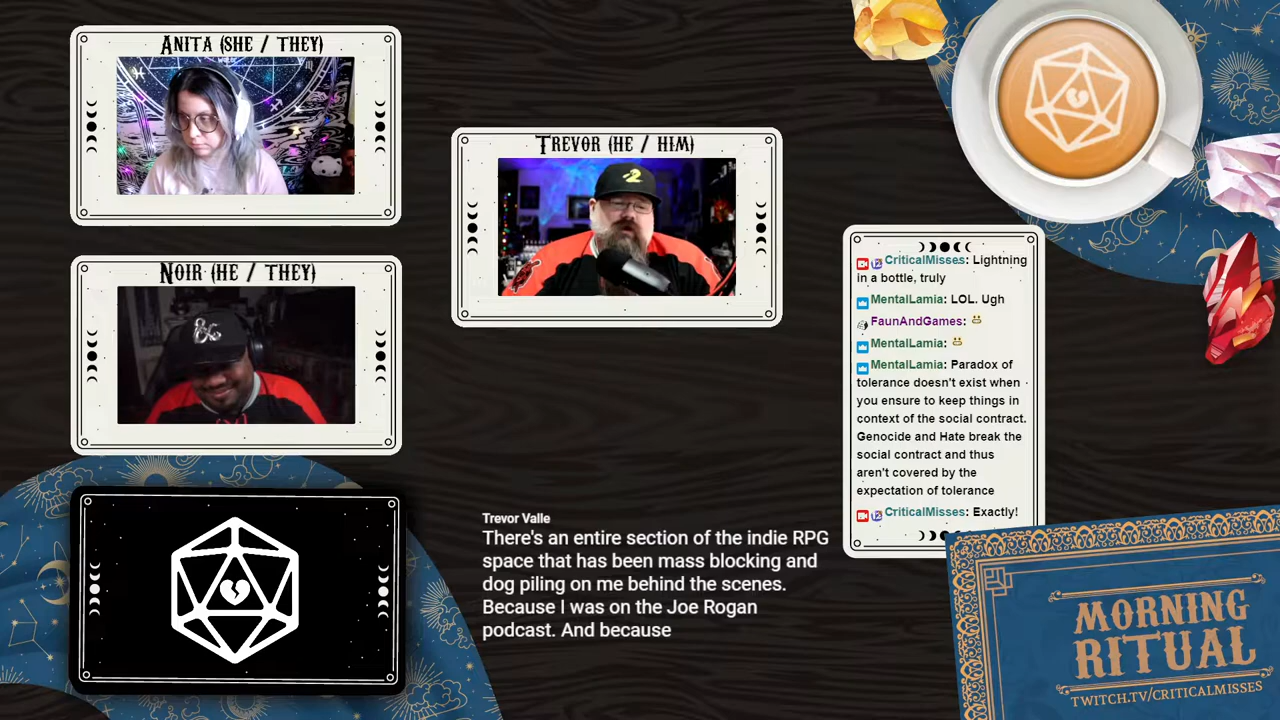 ANITA (SHE / THEY)
NOIR (HE / THEY)
TREVOR (HE / HIM)
CriticalMisses: Lightning
in a bottle, truly
MentalLamia: LOL. Ugh
FaunAndGames:
MentalLamia:
MentalLamia: Paradox of
tolerance doesn't exist when
you ensure to keep things in
context of the social contract.
Genocide and Hate break the
social contract and thus
aren't covered by the
expectation of tolerance
CriticalMisses: Exactly!
Trevor Valle
There's an entire section of the indie RPG
space that has been mass blocking and
dog piling on me behind the scenes.
Because I was on the Joe Rogan
podcast. And because
MORNING
RITUAL
TWITCH.TV/CRITICALMISSES